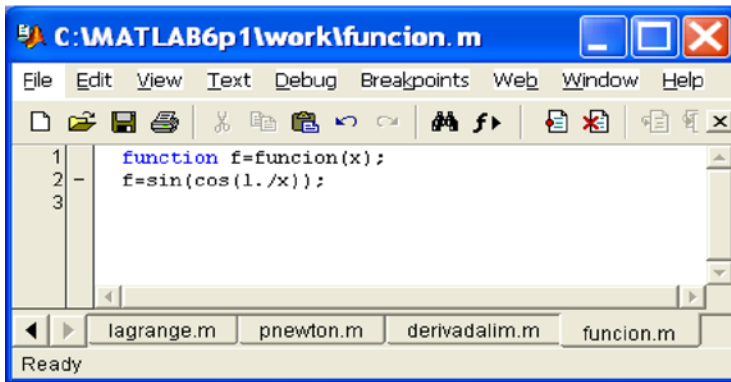 C:\MATLAB6p1\work\funcion.m
File Edit View Text Debug Breakpoints Web Window Help
1 function f=funcion(x);
2 - f=sin(cos(1./x));
3
lagrange.m pnewton.m derivadalim.m funcion.m
Ready